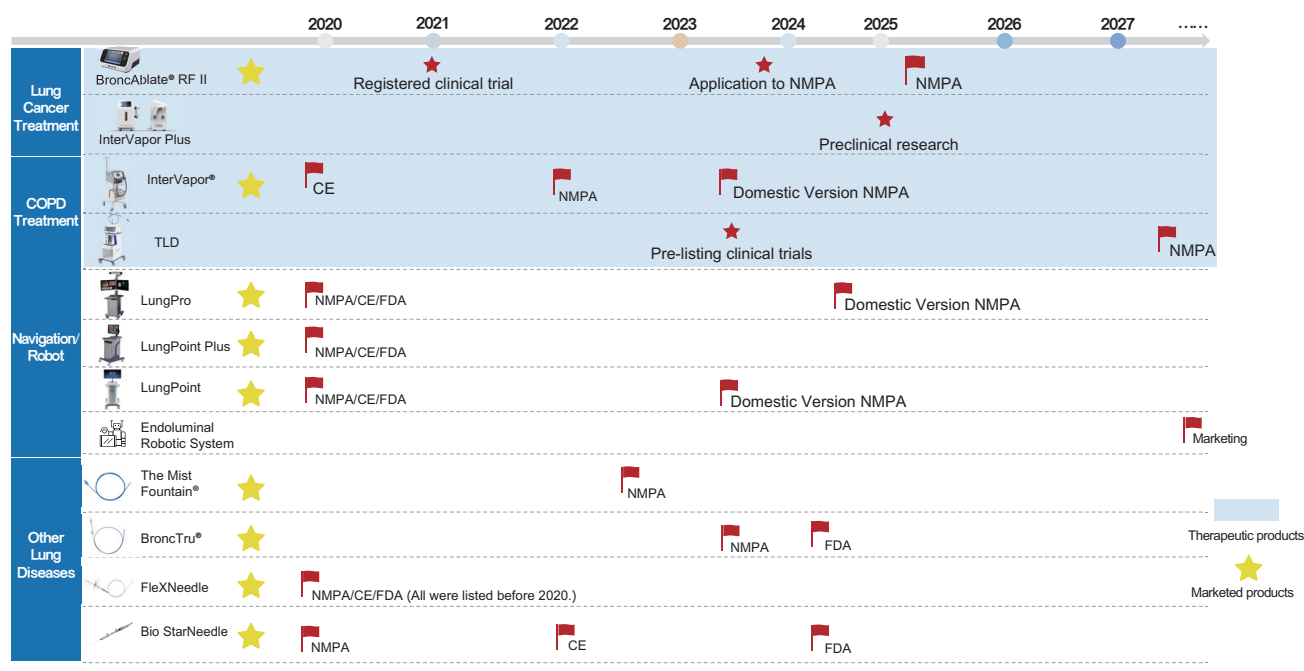 2020 2021 2022 2023 2024 2025 2026 2027 ……
Lung
Cancer
Treatment
BroncAblate® RF II
Registered clinical trial
Application to NMPA
NMPA
InterVapor Plus
Preclinical research
COPD
Treatment
InterVapor®
CE
NMPA
Domestic Version NMPA
TLD
Pre-listing clinical trials
NMPA
Navigation/
Robot
LungPro
NMPA/CE/FDA
Domestic Version NMPA
LungPoint Plus
NMPA/CE/FDA
LungPoint
NMPA/CE/FDA
Domestic Version NMPA
Endoluminal
Robotic System
Marketing
Other
Lung
Diseases
The Mist
Fountain®
NMPA
BroncTru®
NMPA
FDA
FleXNeedle
NMPA/CE/FDA (All were listed before 2020.)
Bio StarNeedle
NMPA
CE
FDA
Therapeutic products
Marketed products